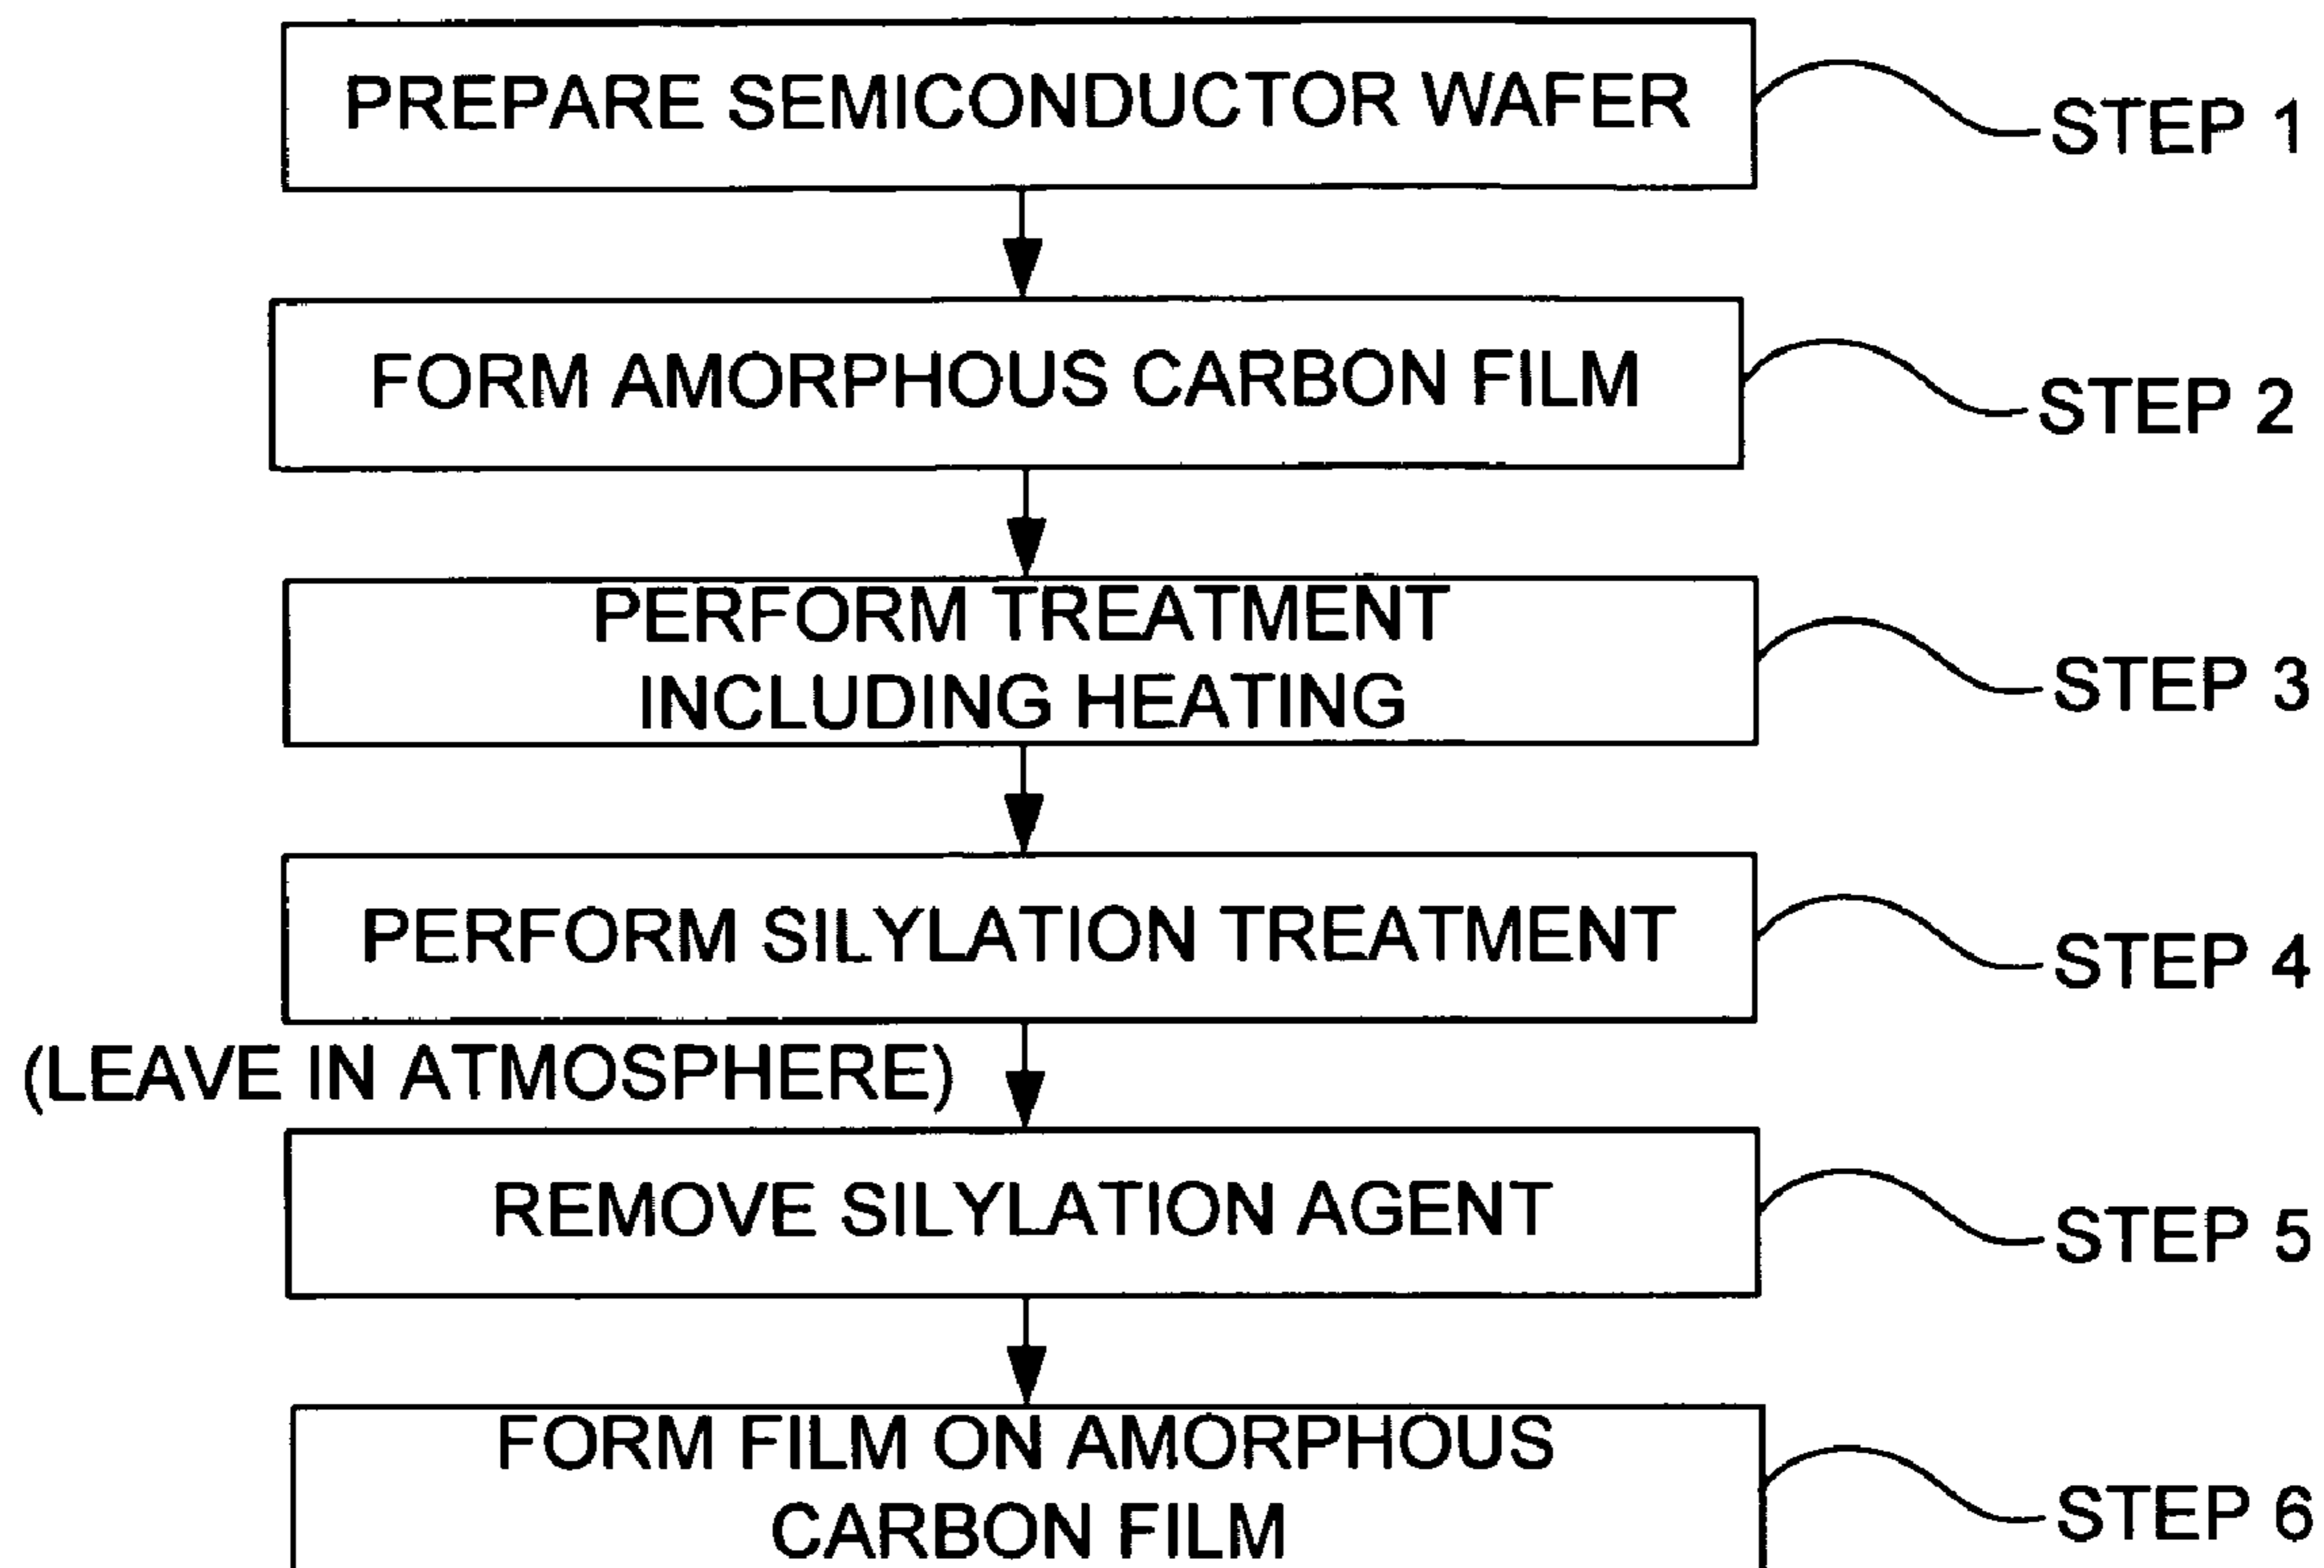 PREPARE SEMICONDUCTOR WAFER
STEP 1
FORM AMORPHOUS CARBON FILM
STEP 2
PERFORM TREATMENT
INCLUDING HEATING
STEP 3
PERFORM SILYLATION TREATMENT
STEP 4
(LEAVE IN ATMOSPHERE)
REMOVE SILYLATION AGENT
STEP 5
FORM FILM ON AMORPHOUS
CARBON FILM
STEP 6